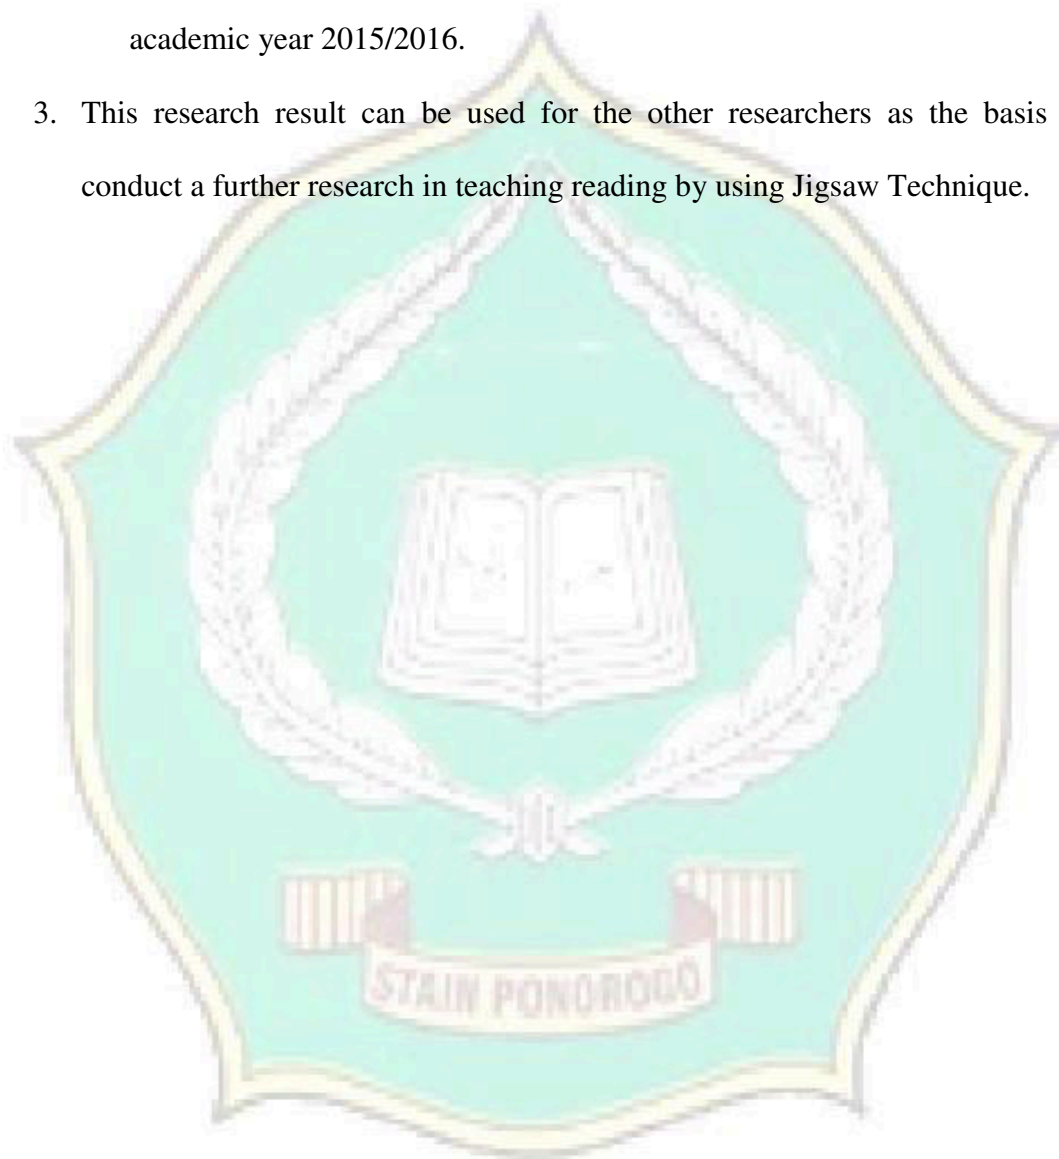 academic year 2015/2016.
3. This research result can be used for the other researchers as the basis
conduct a further research in teaching reading by using Jigsaw Technique.
STAIN PONOROGO